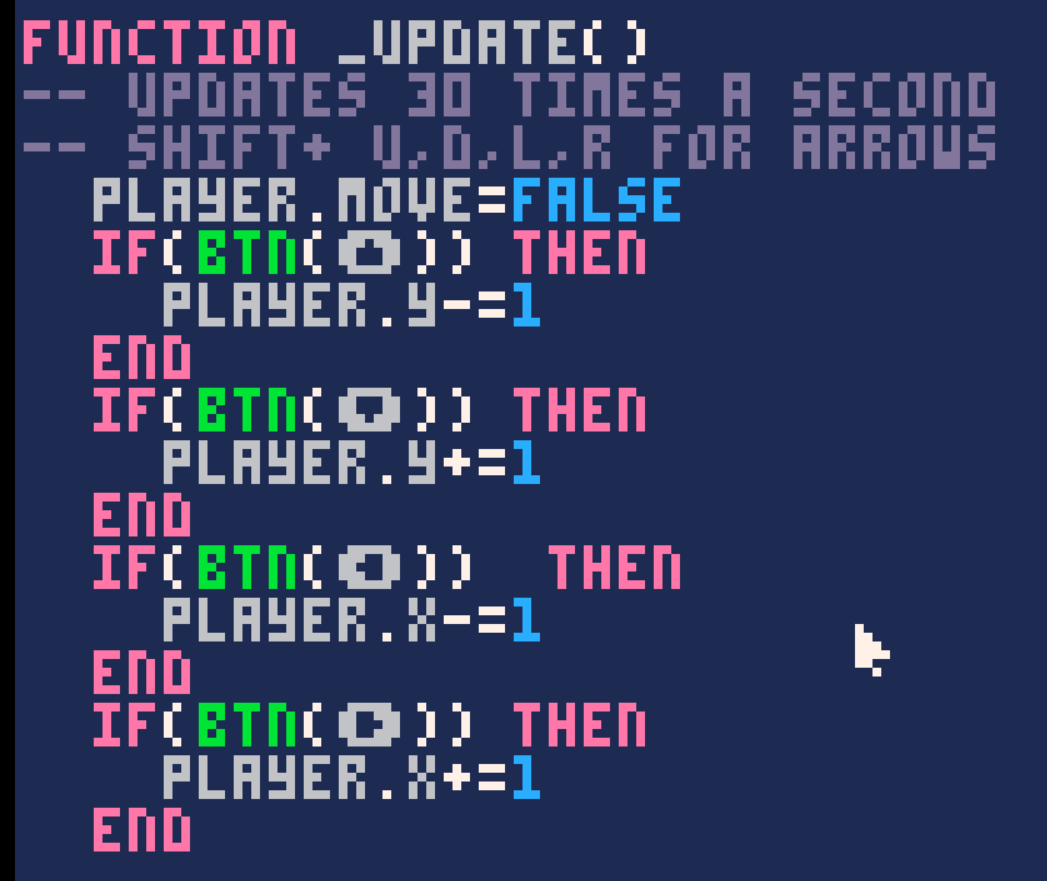 FUNCTION _UPDATE()
-- UPDATES 30 TIMES A SECOND
-- SHIFT+ U,D,L,R FOR ARROWS
PLAYER.MOVE=FALSE
IF(BTN(⬆️)) THEN
PLAYER.Y-=1
END
IF(BTN(⬇️)) THEN
PLAYER.Y+=1
END
IF(BTN(⬅️))  THEN
PLAYER.X-=1
END
IF(BTN(➡️)) THEN
PLAYER.X+=1
END